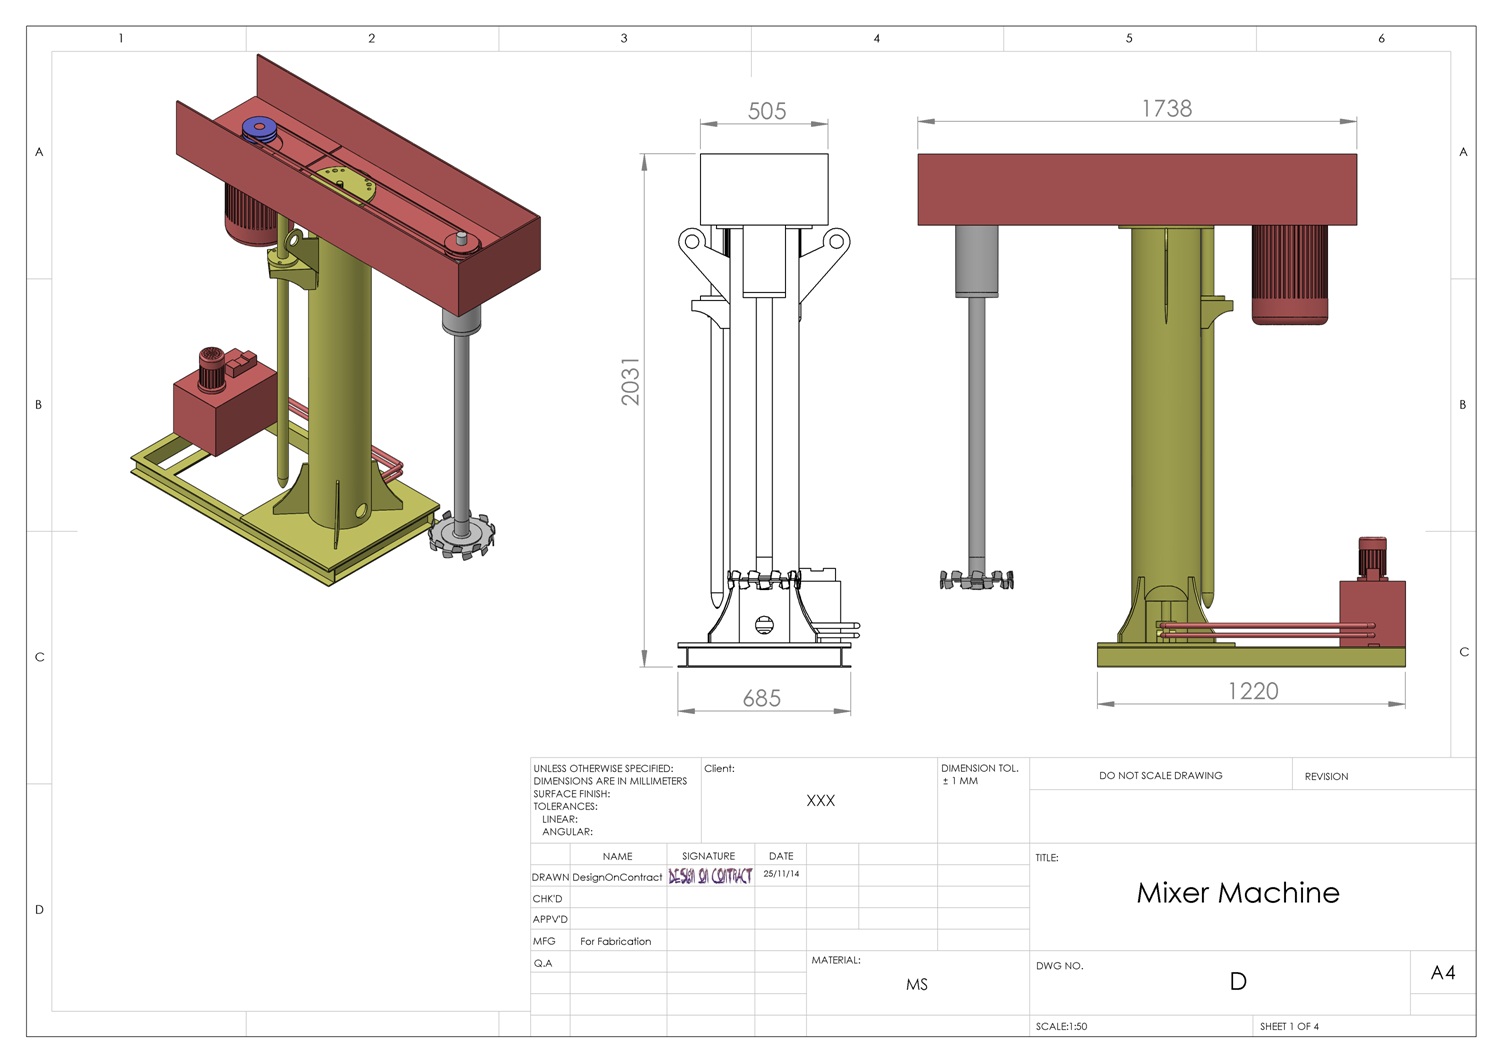 1 2 3 4 5 6
A A
505
1738
2031
B B
C C
685
1220
D
UNLESS OTHERWISE SPECIFIED:
DIMENSIONS ARE IN MILLIMETERS
SURFACE FINISH:
TOLERANCES:
LINEAR:
ANGULAR:
Client:
XXX
DIMENSION TOL.
± 1 MM
DO NOT SCALE DRAWING
REVISION
NAME SIGNATURE DATE
DRAWN DesignOnContract DESIGN ON CONTRACT 25/11/14
CHK'D
APPV'D
MFG For Fabrication
Q.A
MATERIAL:
MS
TITLE:
Mixer Machine
DWG NO.
D
A4
SCALE:1:50
SHEET 1 OF 4